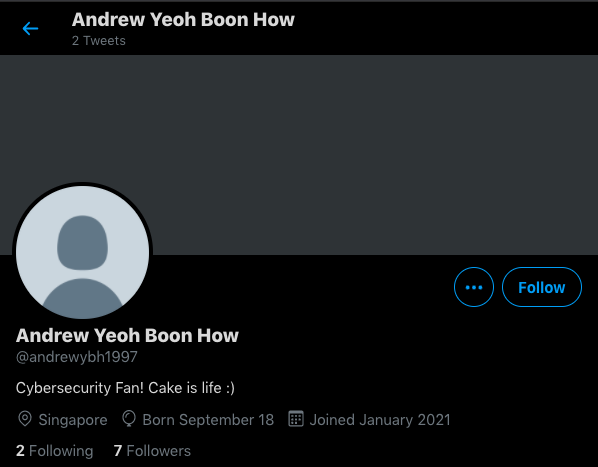 Andrew Yeoh Boon How
2 Tweets
Follow
Andrew Yeoh Boon How
@andrewybh1997
Cybersecurity Fan! Cake is life :)
Singapore Born September 18 Joined January 2021
2 Following 7 Followers